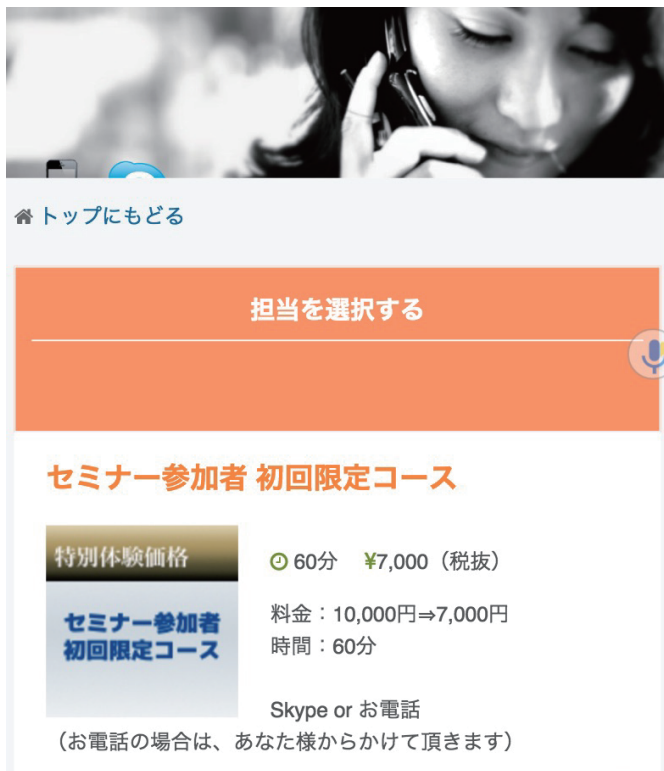 トップにもどる
担当を選択する
セミナー参加者 初回限定コース
特別体験価格
セミナー参加者
初回限定コース
60分 ¥7,000（税抜）
料金：10,000円⇒7,000円
時間：60分
Skype or お電話
（お電話の場合は、あなた様からかけて頂きます）